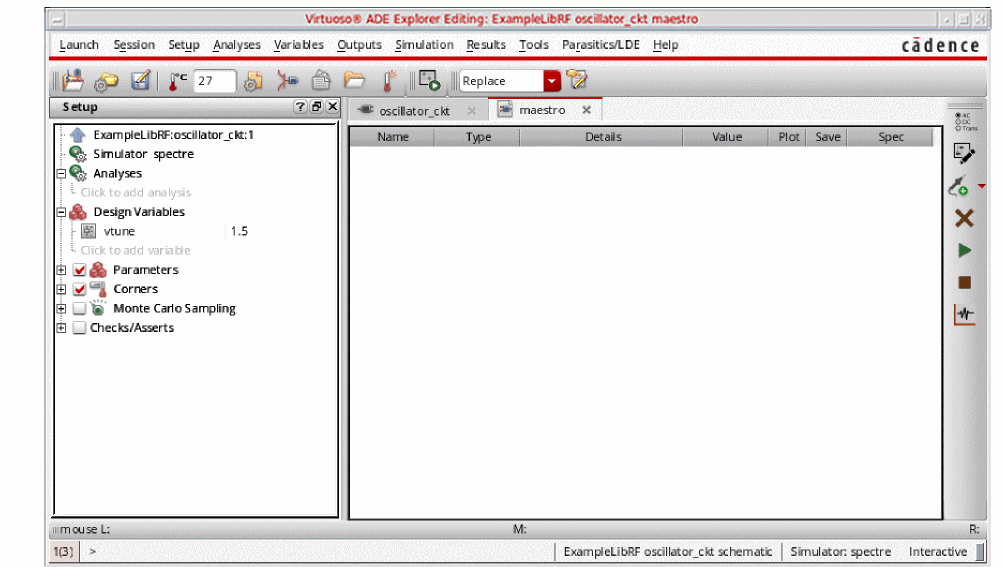 Virtuoso® ADE Explorer Editing: ExampleLibRF oscillator_ckt maestro
Launch Session Setup Analyses Variables Outputs Simulation Results Tools Parasitics/LDE Help cādence
°C 27 Replace
Setup ? X
oscillator_ckt × maestro ×
AC
DC
Trans
Name Type Details Value Plot Save Spec
ExampleLibRF:oscillator_ckt:1
Simulator spectre
Analyses
Click to add analysis
Design Variables
vtune 1.5
Click to add variable
Parameters
Corners
Monte Carlo Sampling
Checks/Asserts
mouse L: M: R:
1(3) > ExampleLibRF oscillator_ckt schematic Simulator: spectre Interactive